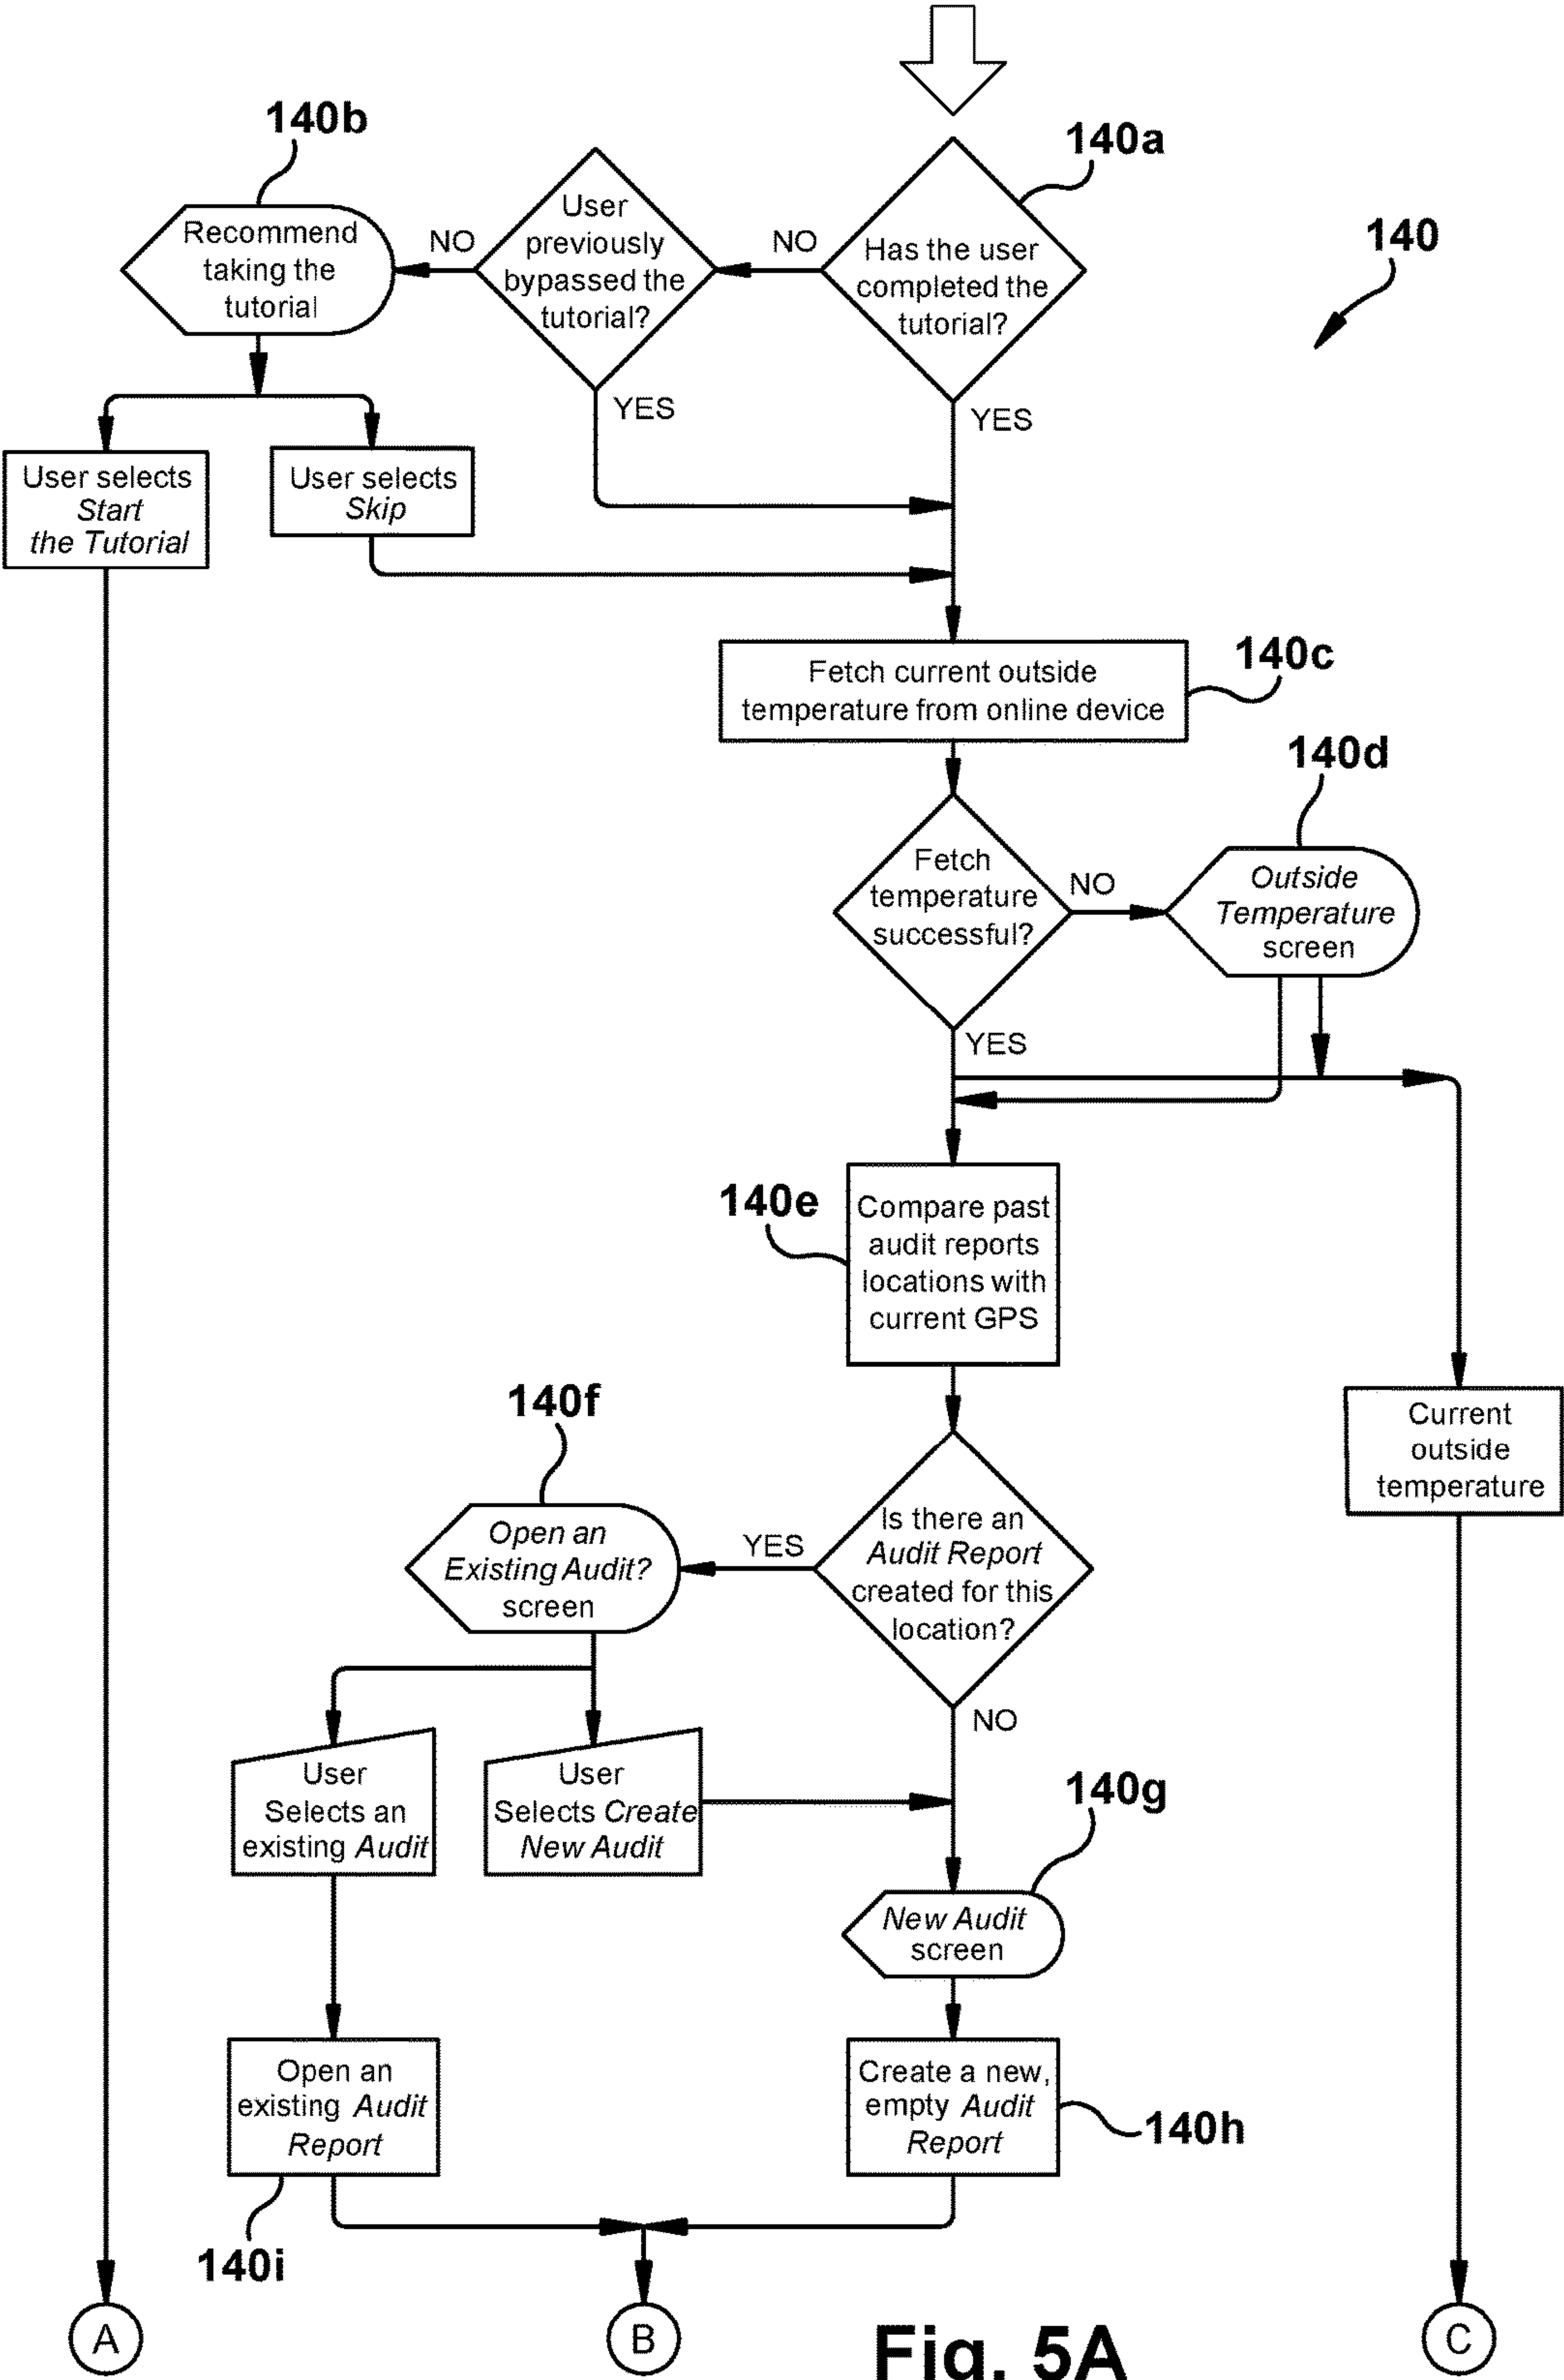 140b
140a
140
Recommend
taking the
tutorial
NO
User
previously
bypassed the
tutorial?
NO
Has the user
completed the
tutorial?
YES
YES
User selects
Start
the Tutorial
User selects
Skip
Fetch current outside
temperature from online device
140c
140d
Fetch
temperature
successful?
NO
Outside
Temperature
screen
YES
140e
Compare past
audit reports
locations with
current GPS
140f
Current
outside
temperature
Open an
Existing Audit?
screen
YES
Is there an
Audit Report
created for this
location?
NO
User
Selects an
existing Audit
User
Selects Create
New Audit
140g
New Audit
screen
Open an
existing Audit
Report
Create a new,
empty Audit
Report
140h
140i
A
B
Fig. 5A
C